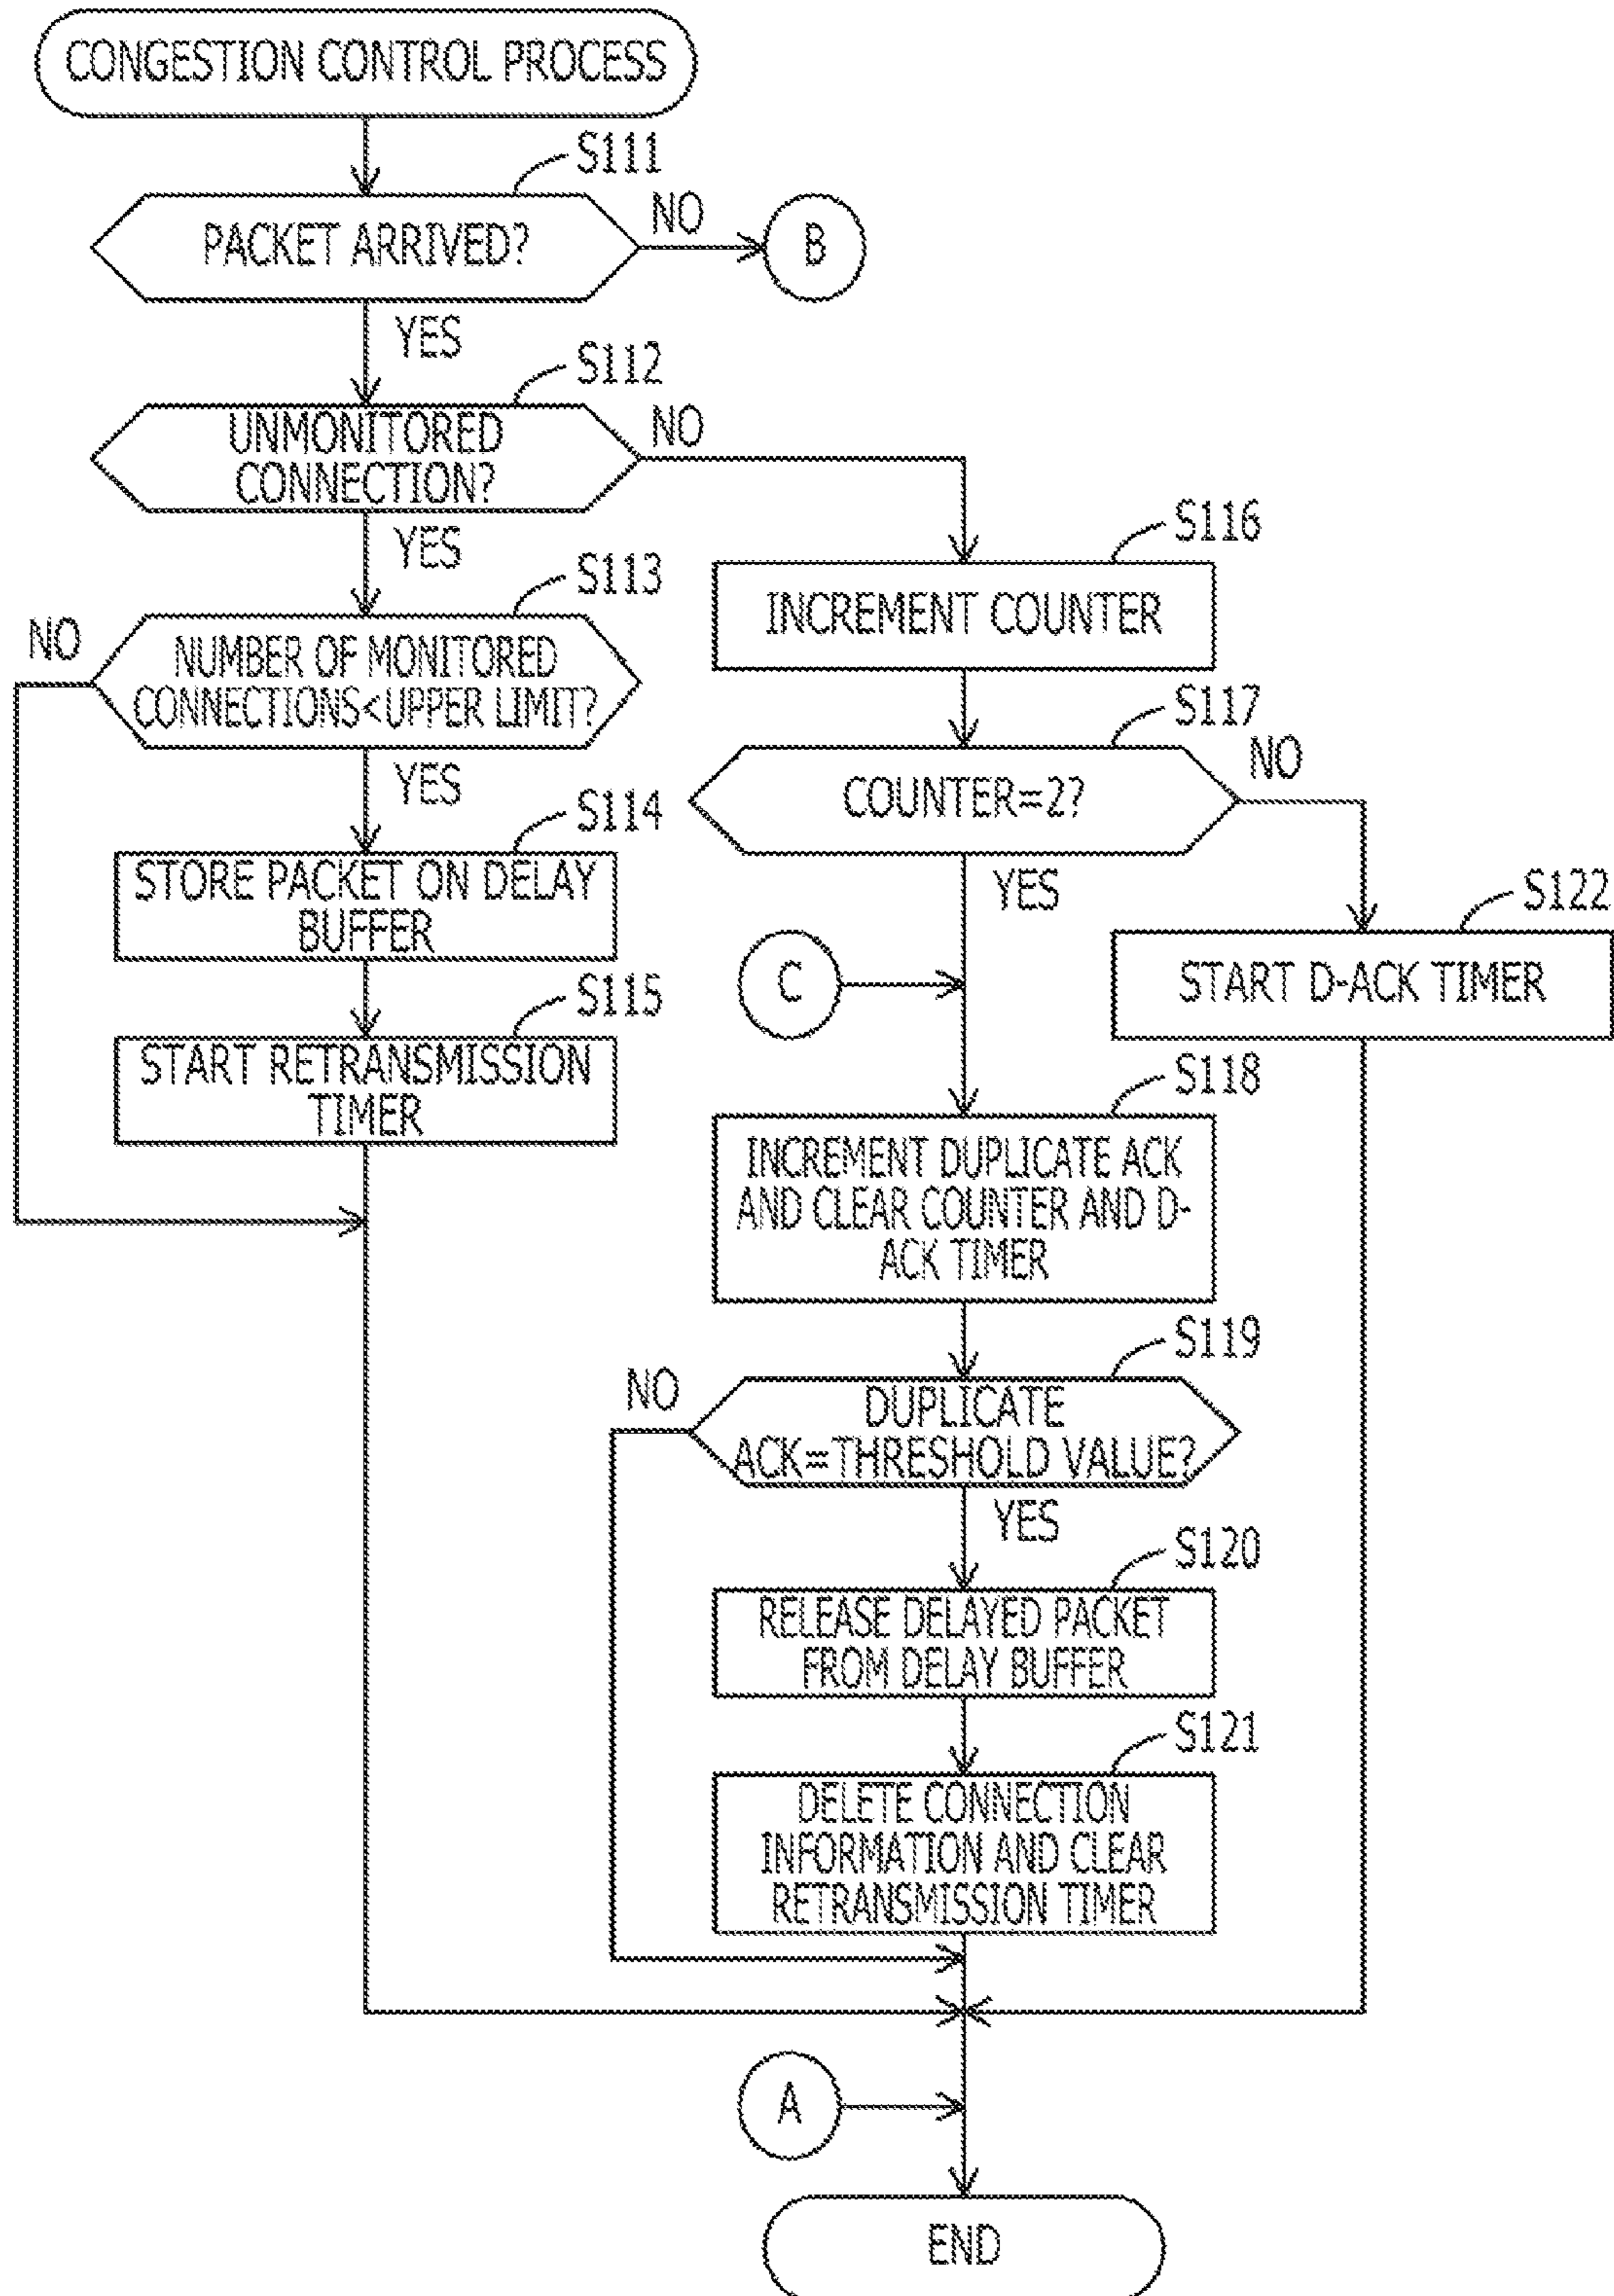 CONGESTION CONTROL PROCESS
S111
PACKET ARRIVED?
NO
B
YES
S112
UNMONITORED
CONNECTION?
NO
YES
S113
NO
NUMBER OF MONITORED
CONNECTIONS<UPPER LIMIT?
YES
S114
STORE PACKET ON DELAY
BUFFER
S115
START RETRANSMISSION
TIMER
S116
INCREMENT COUNTER
S117
COUNTER=2?
NO
YES
S122
START D-ACK TIMER
C
S118
INCREMENT DUPLICATE ACK
AND CLEAR COUNTER AND D-
ACK TIMER
S119
NO
DUPLICATE
ACK=THRESHOLD VALUE?
YES
S120
RELEASE DELAYED PACKET
FROM DELAY BUFFER
S121
DELETE CONNECTION
INFORMATION AND CLEAR
RETRANSMISSION TIMER
A
END